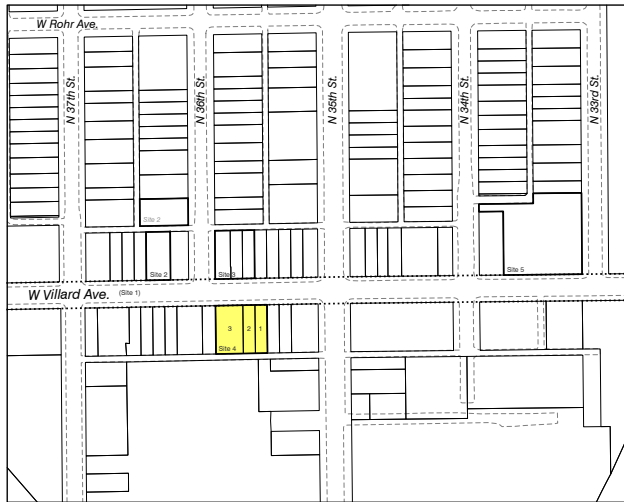 W Rohr Ave.
N 37th St.
N 36th St.
N 35th St.
N 34th St.
N 33rd St.
Site 2
Site 2
Site 3
Site 5
W Villard Ave. (Site 1)
3 2 1
Site 4